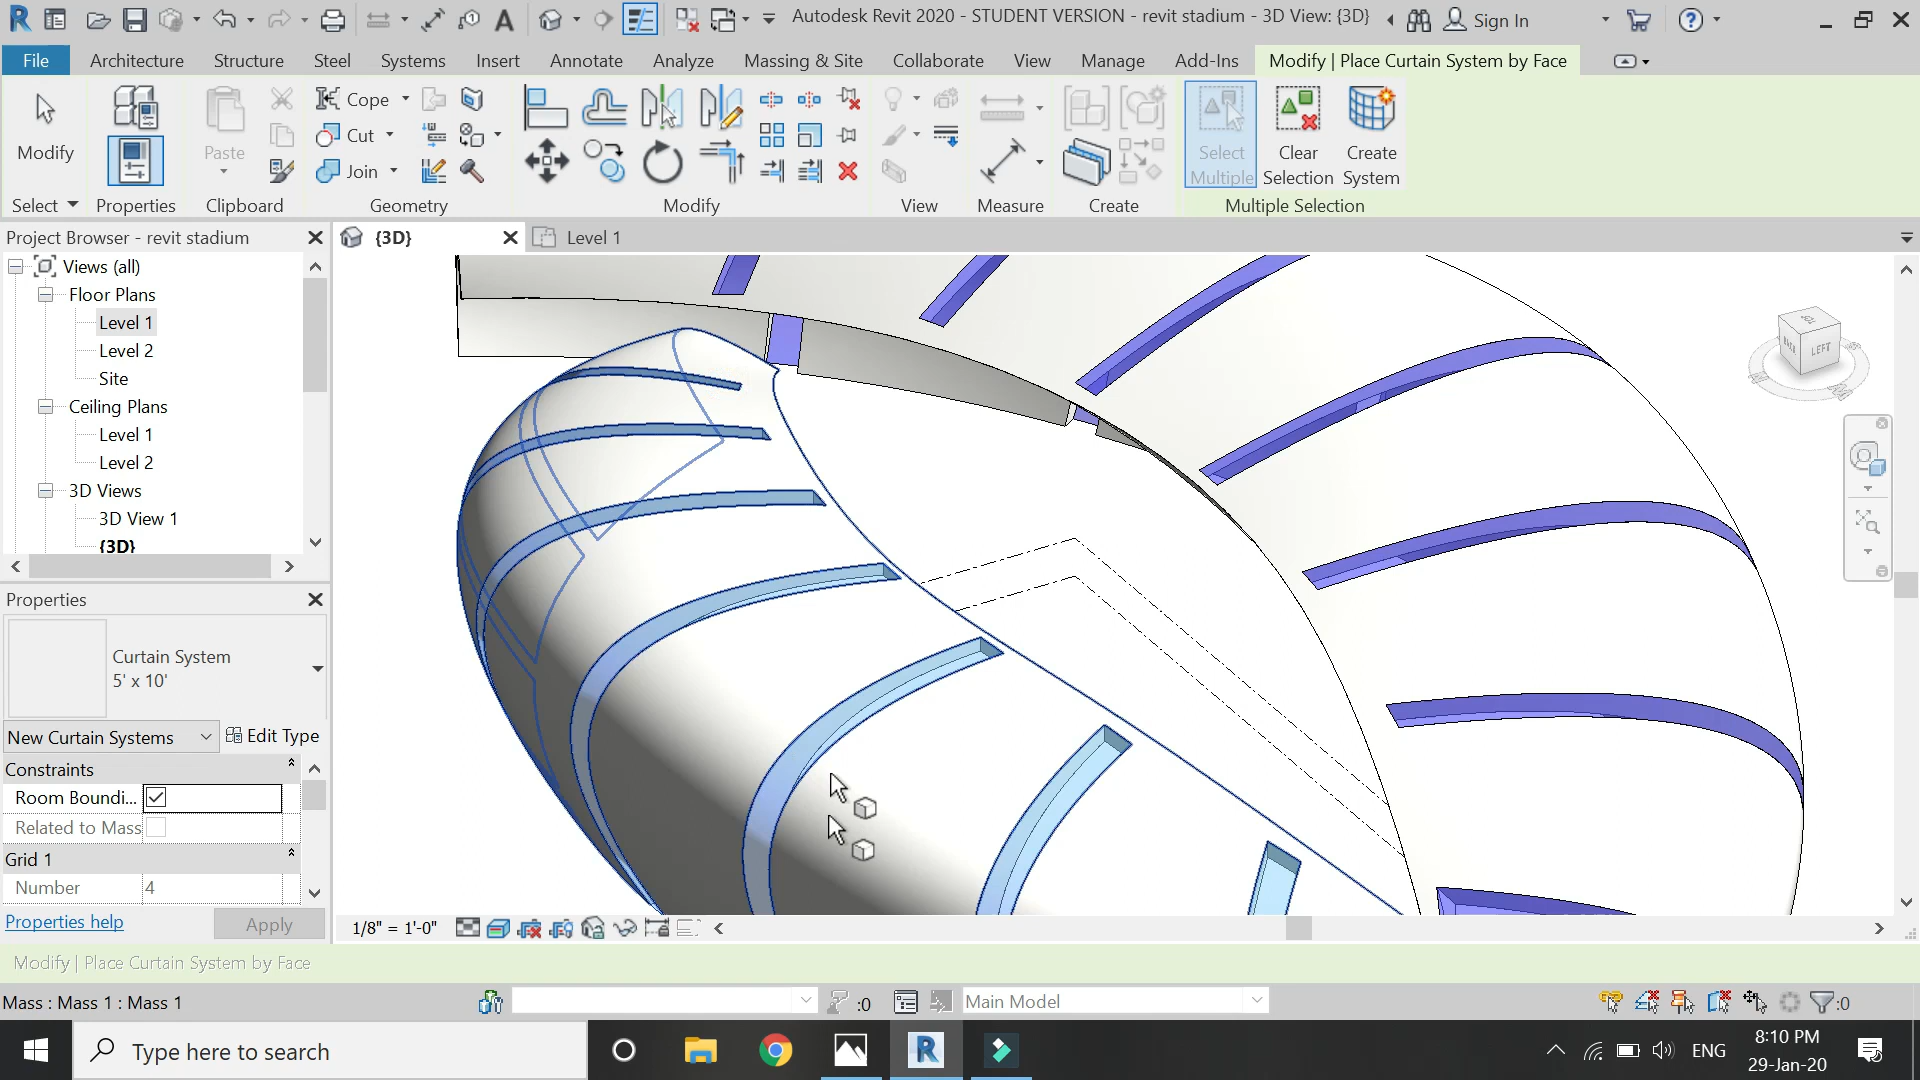 Autodesk Revit 2020 - STUDENT VERSION - revit stadium - 3D View: {3D}
Sign In
File Architecture Structure Steel Systems Insert Annotate Analyze Massing & Site Collaborate View Manage Add-Ins Modify | Place Curtain System by Face
Cope
Cut
Join
Modify
Paste
Select Multiple
Clear Selection
Create System
Select Properties Clipboard Geometry Modify View Measure Create Multiple Selection
Project Browser - revit stadium
{3D}
Level 1
Views (all)
Floor Plans
Level 1
Level 2
Site
Ceiling Plans
Level 1
Level 2
3D Views
3D View 1
{3D}
LEFT
Properties
Curtain System
5' x 10'
New Curtain Systems
Edit Type
Constraints
Room Boundi...
Related to Mass
Grid 1
Number 4
Properties help
Apply
1/8" = 1'-0"
Modify | Place Curtain System by Face
Mass : Mass 1 : Mass 1
:0
Main Model
:0
Type here to search
ENG
8:10 PM
29-Jan-20